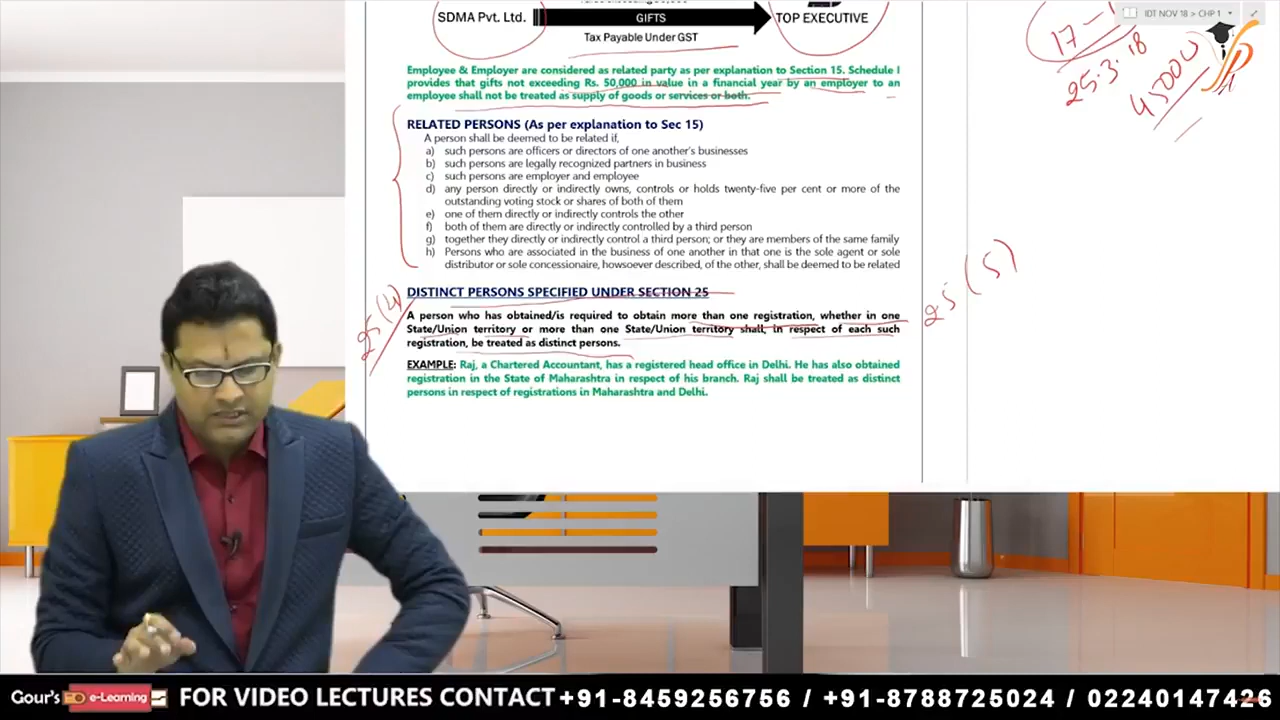 IDT NOV 18 > CHP 1
SDMA Pvt. Ltd.
GIFTS
TOP EXECUTIVE
Tax Payable Under GST
17-1
25.3.18
45000
Employee & Employer are considered as related party as per explanation to Section 15. Schedule I
provides that gifts not exceeding Rs. 50,000 in value in a financial year by an employer to an
employee shall not be treated as supply of goods or services or both.
RELATED PERSONS (As per explanation to Sec 15)
A person shall be deemed to be related if,
a) such persons are officers or directors of one another's businesses
b) such persons are legally recognized partners in business
c) such persons are employer and employee
d) any person directly or indirectly owns, controls or holds twenty-five per cent or more of the
outstanding voting stock or shares of both of them
e) one of them directly or indirectly controls the other
f) both of them are directly or indirectly controlled by a third person
g) together they directly or indirectly control a third person; or they are members of the same family
h) Persons who are associated in the business of one another in that one is the sole agent or sole
distributor or sole concessionaire, howsoever described, of the other, shall be deemed to be related
DISTINCT PERSONS SPECIFIED UNDER SECTION 25
25(4)
25(5)
A person who has obtained/is required to obtain more than one registration, whether in one
State/Union territory or more than one State/Union territory shall, in respect of each such
registration, be treated as distinct persons.
EXAMPLE: Raj, a Chartered Accountant, has a registered head office in Delhi. He has also obtained
registration in the State of Maharashtra in respect of his branch. Raj shall be treated as distinct
persons in respect of registrations in Maharashtra and Delhi.
Gour's e-Learning FOR VIDEO LECTURES CONTACT +91-8459256756 / +91-8788725024 / 02240147426